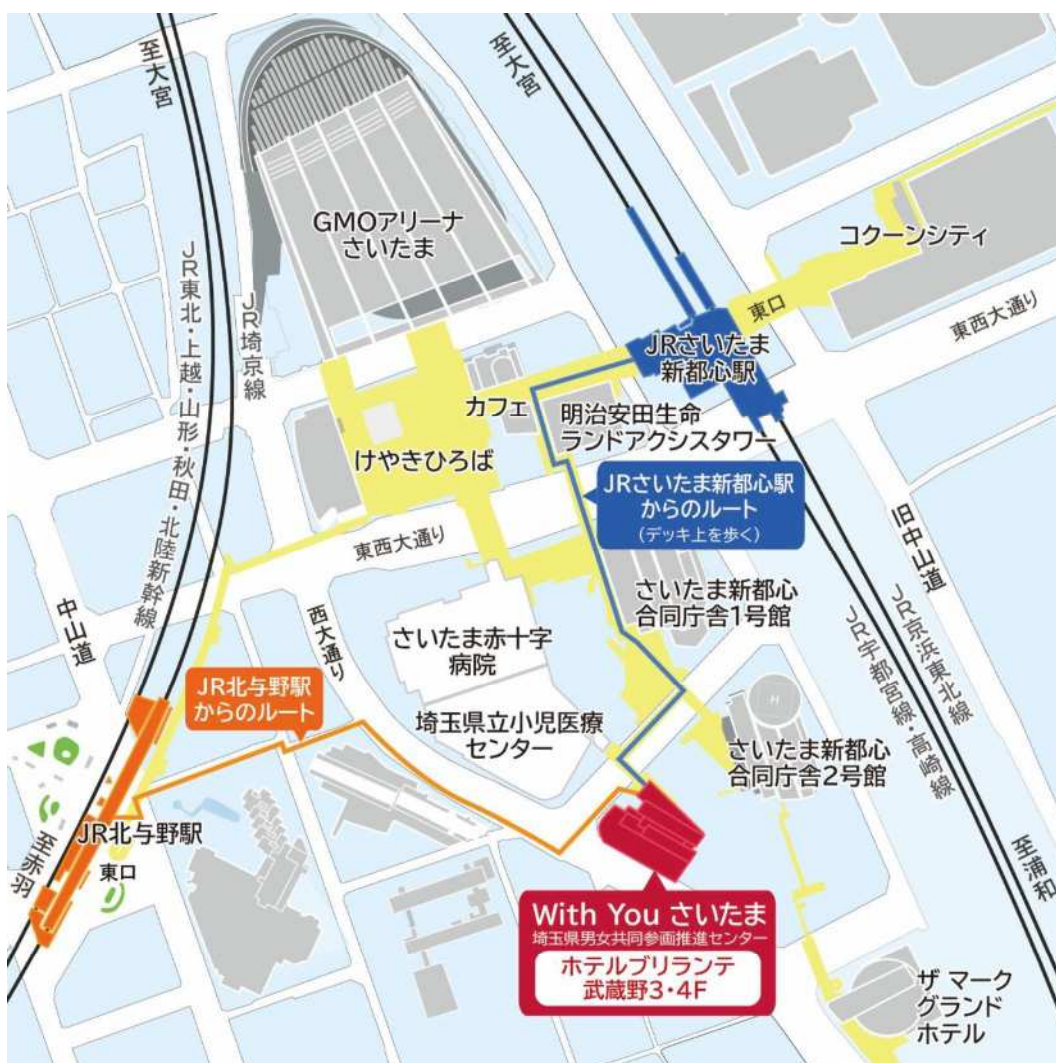 至大宮
至大宮
GMOアリーナ
さいたま
コクーンシティ
東口
東西大通り
JRさいたま
新都心駅
JR埼京線
JR東北・上越・山形・秋田・北陸新幹線
カフェ
明治安田生命
ランドアクシスタワー
けやきひろば
JRさいたま新都心駅
からのルート
(デッキ上を歩く)
東西大通り
旧中山道
中山道
西大通り
さいたま新都心
合同庁舎1号館
さいたま赤十字
病院
JR京浜東北線
JR宇都宮線・高崎線
JR北与野駅
からのルート
埼玉県立小児医療
センター
H
さいたま新都心
合同庁舎2号館
JR北与野駅
至赤羽
東口
至浦和
With You さいたま
埼玉県男女共同参画推進センター
ホテルブリランテ
武蔵野3・4F
ザ マーク
グランド
ホテル